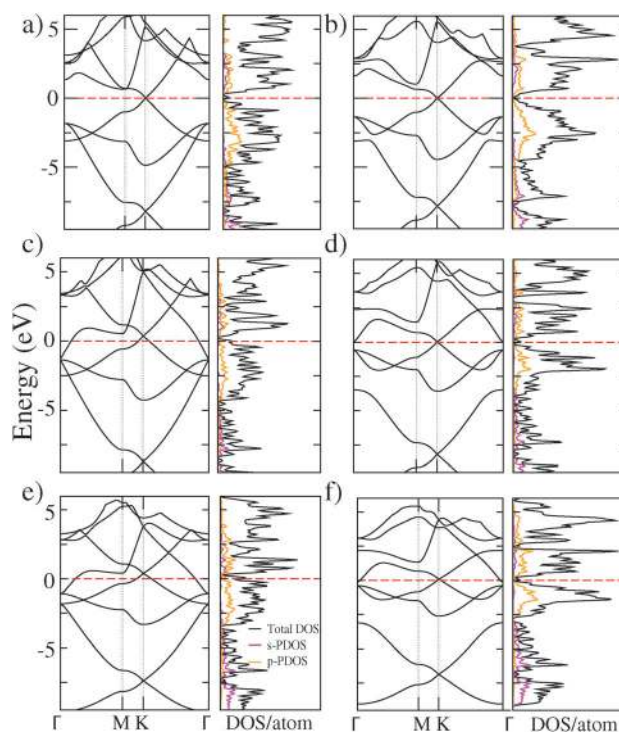 a)
b)
5
0
-5
c)
d)
5
0
-5
Energy (eV)
e)
f)
5
0
-5
Total DOS
s-PDOS
p-PDOS
Γ M K Γ DOS/atom Γ M K Γ DOS/atom